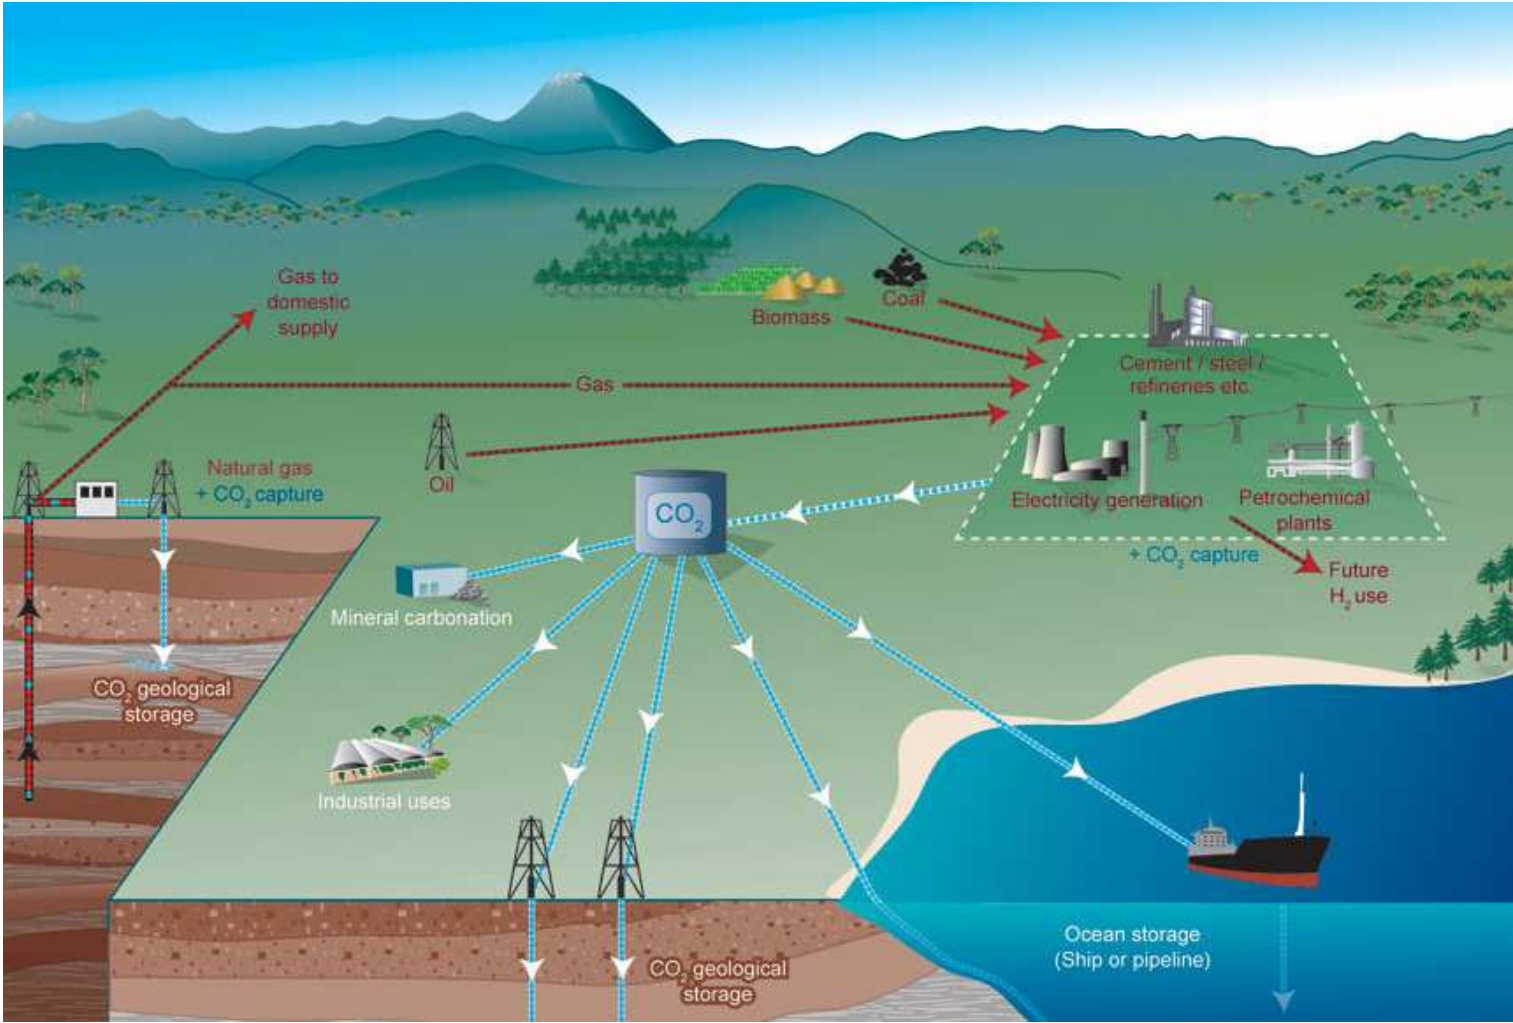 Gas to
domestic
supply
Coal
Biomass
Cement / steel /
refineries etc.
Gas
Natural gas
+ CO₂ capture
Oil
Electricity generation
Petrochemical
plants
CO₂
+ CO₂ capture
Future
H₂ use
Mineral carbonation
CO₂ geological
storage
Industrial uses
Ocean storage
(Ship or pipeline)
CO₂ geological
storage